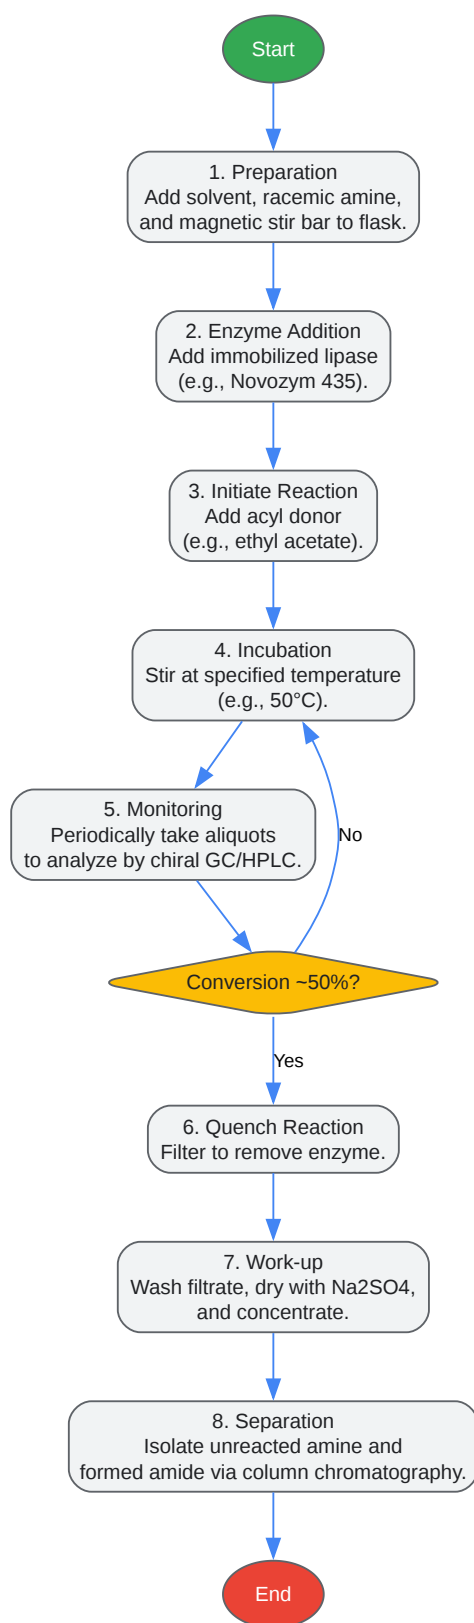 Start
1. Preparation
Add solvent, racemic amine,
and magnetic stir bar to flask.
2. Enzyme Addition
Add immobilized lipase
(e.g., Novozym 435).
3. Initiate Reaction
Add acyl donor
(e.g., ethyl acetate).
4. Incubation
Stir at specified temperature
(e.g., 50°C).
5. Monitoring
Periodically take aliquots
to analyze by chiral GC/HPLC.
No
Conversion ~50%?
Yes
6. Quench Reaction
Filter to remove enzyme.
7. Work-up
Wash filtrate, dry with Na2SO4,
and concentrate.
8. Separation
Isolate unreacted amine and
formed amide via column chromatography.
End